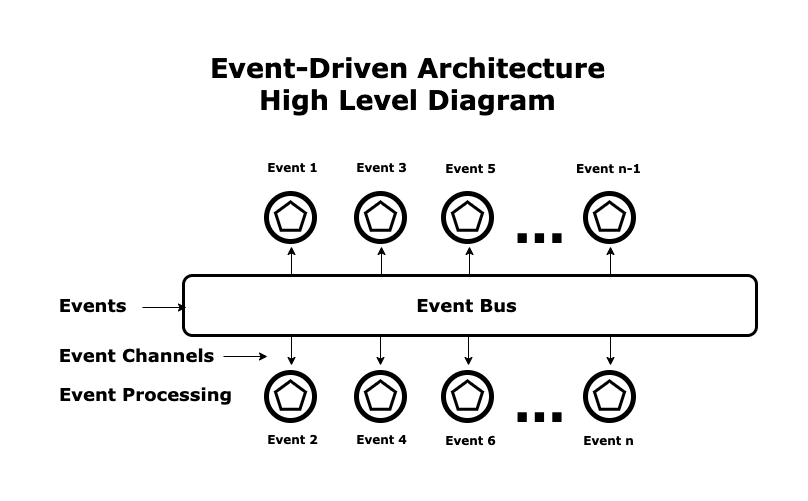 Event-Driven Architecture
High Level Diagram
Event 1 Event 3 Event 5 Event n-1
...
Events Event Bus
Event Channels
Event Processing
...
Event 2 Event 4 Event 6 Event n